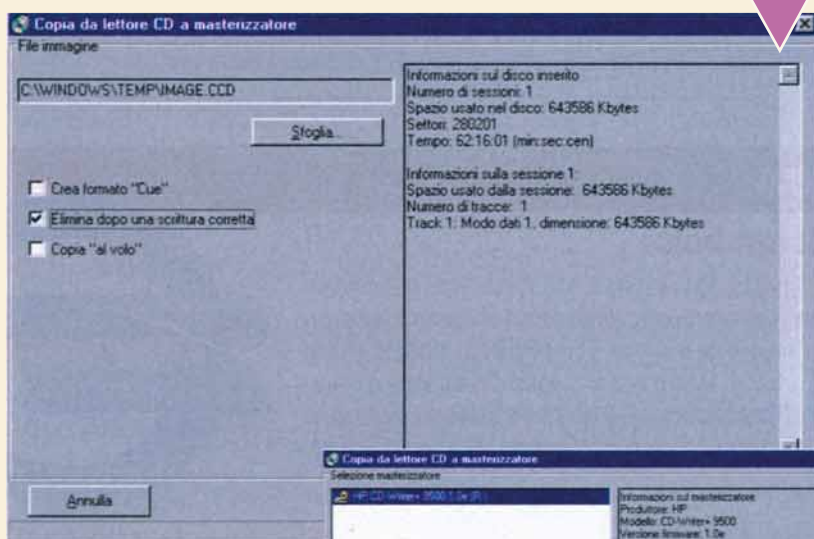 Copia da lettore CD a masterizzatore
File immagine
C:\WINDOWS\TEMP\IMAGE.CCD
Sfoglia...
Crea formato "Cue"
Elimina dopo una scrittura corretta
Copia "al volo"
Annulla
Informazioni sul disco inserito
Numero di sessioni: 1
Spazio usato nel disco: 643586 Kbytes
Settori: 280201
Tempo: 62:16:01 (min:sec:cen)
Informazioni sulla sessione 1:
Spazio usato dalla sessione: 643586 Kbytes
Numero di tracce: 1
Track 1: Modo dati 1, dimensione: 643586 Kbytes
Copia da lettore CD a masterizzatore
Selezione masterizzatore
HP CD-Writer+ 9500 1.0e
Informazioni sul masterizzatore
Produttore: HP
Modello: CD-Writer+ 9500
Versione firmware: 1.0e